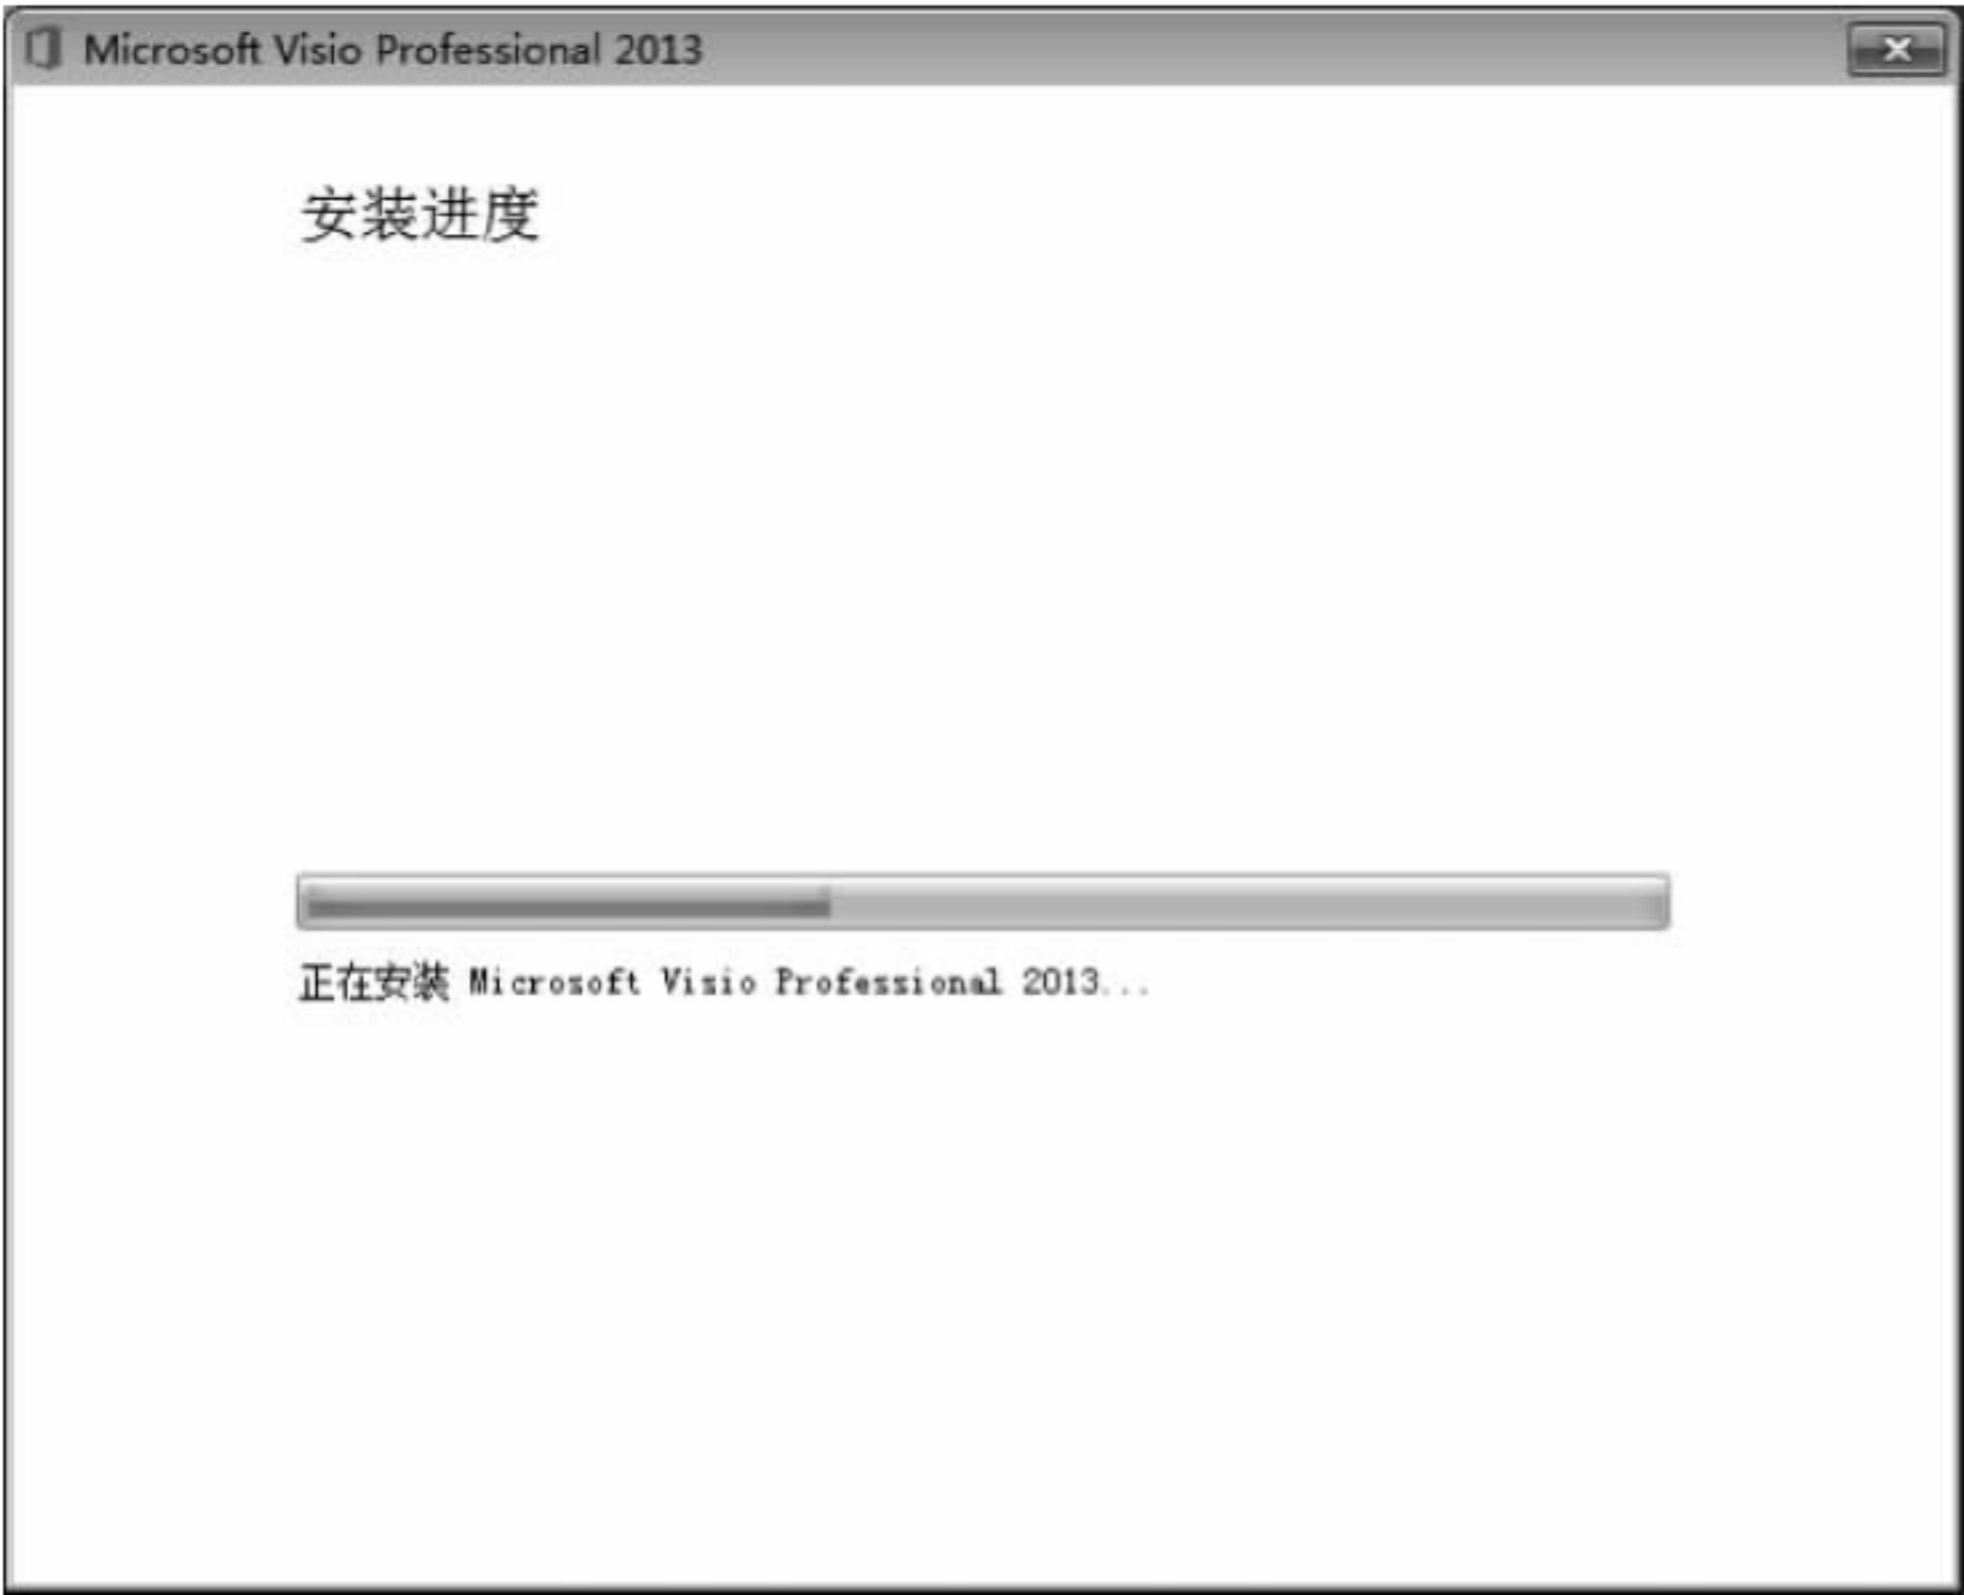 Microsoft Visio Professional 2013
安装进度
正在安装 Microsoft Visio Professional 2013...